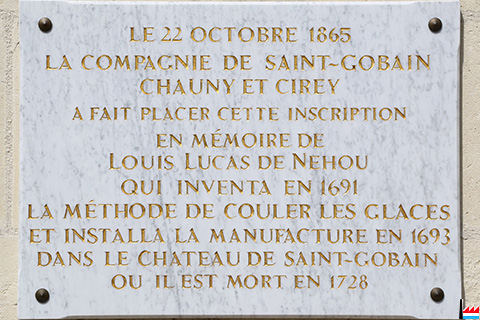 LE 22 OCTOBRE 1865
LA COMPAGNIE DE SAINT-GOBAIN
CHAUNY ET CIREY
A FAIT PLACER CETTE INSCRIPTION
EN MÉMOIRE DE
LOUIS LUCAS DE NEHOU
QUI INVENTA EN 1691
LA MÉTHODE DE COULER LES GLACES
ET INSTALLA LA MANUFACTURE EN 1693
DANS LE CHATEAU DE SAINT-GOBAIN
OU IL EST MORT EN 1728